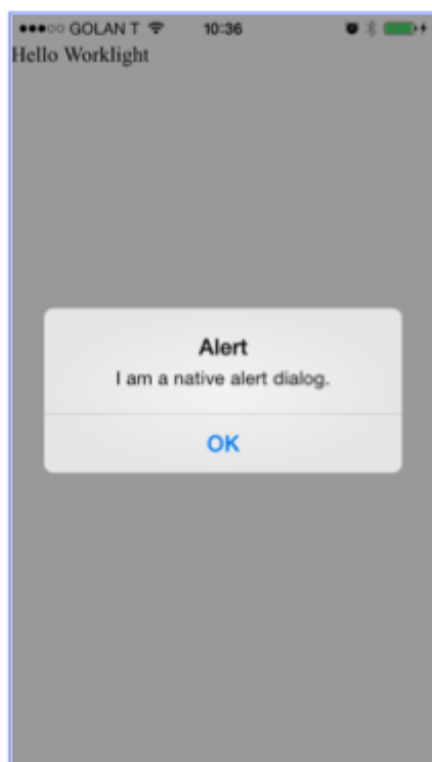 GOLAN T 10:36
Hello Worklight
Alert
I am a native alert dialog.
OK